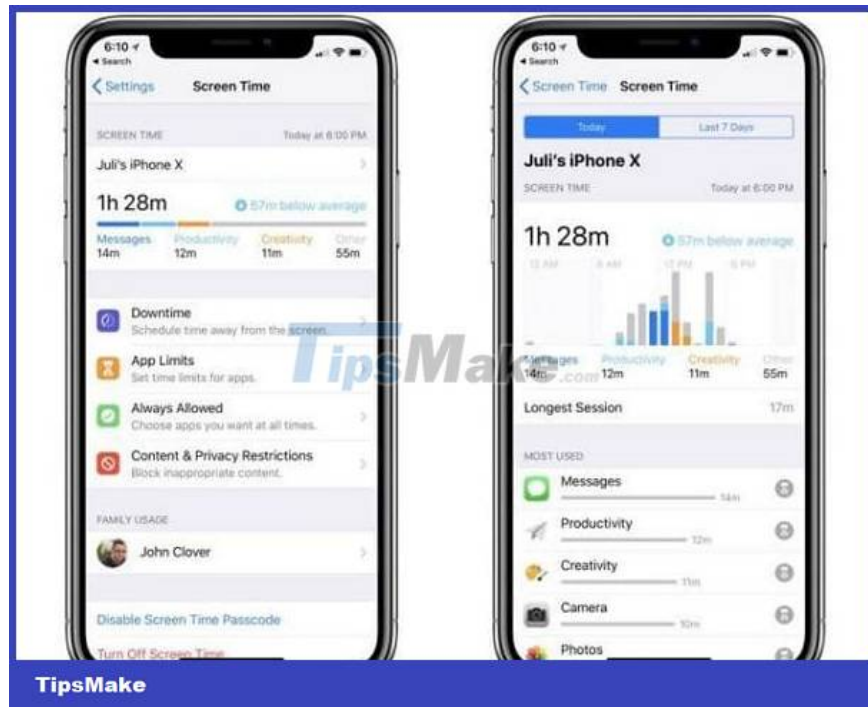 6:10
Search
Settings
Screen Time
SCREEN TIME
Today at 6:00 PM
Juli's iPhone X
1h 28m
57m below average
Messages
Productivity
Creativity
Other
14m
12m
11m
55m
Downtime
Schedule time away from the screen.
App Limits
Set time limits for apps.
Always Allowed
Choose apps you want at all times.
Content & Privacy Restrictions
Block inappropriate content.
FAMILY USAGE
John Clover
Disable Screen Time Passcode
Turn Off Screen Time
6:10
Search
Screen Time
Screen Time
Today
Last 7 Days
Juli's iPhone X
SCREEN TIME
Today at 6:00 PM
1h 28m
57m below average
12 AM
6 AM
12 PM
6 PM
Messages
Productivity
Creativity
Other
14m
12m
11m
55m
Longest Session
17m
MOST USED
Messages
14m
Productivity
12m
Creativity
11m
Camera
10m
Photos
TipsMake.com
TipsMake